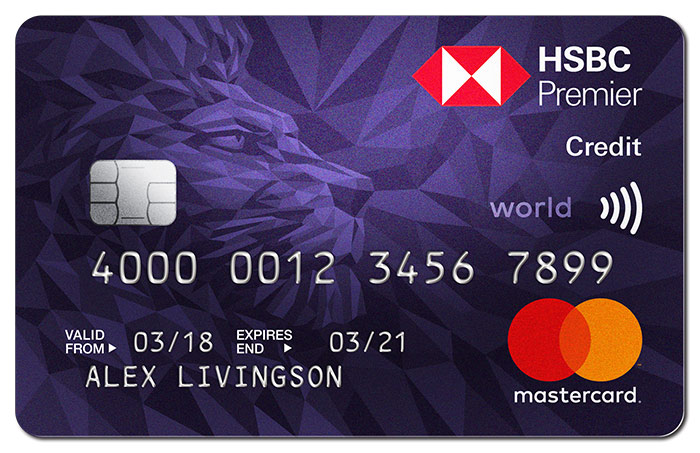 HSBC
Premier
Credit
world
4000 0012 3456 7899
VALID FROM 03/18 EXPIRES END 03/21
ALEX LIVINGSON
mastercard.